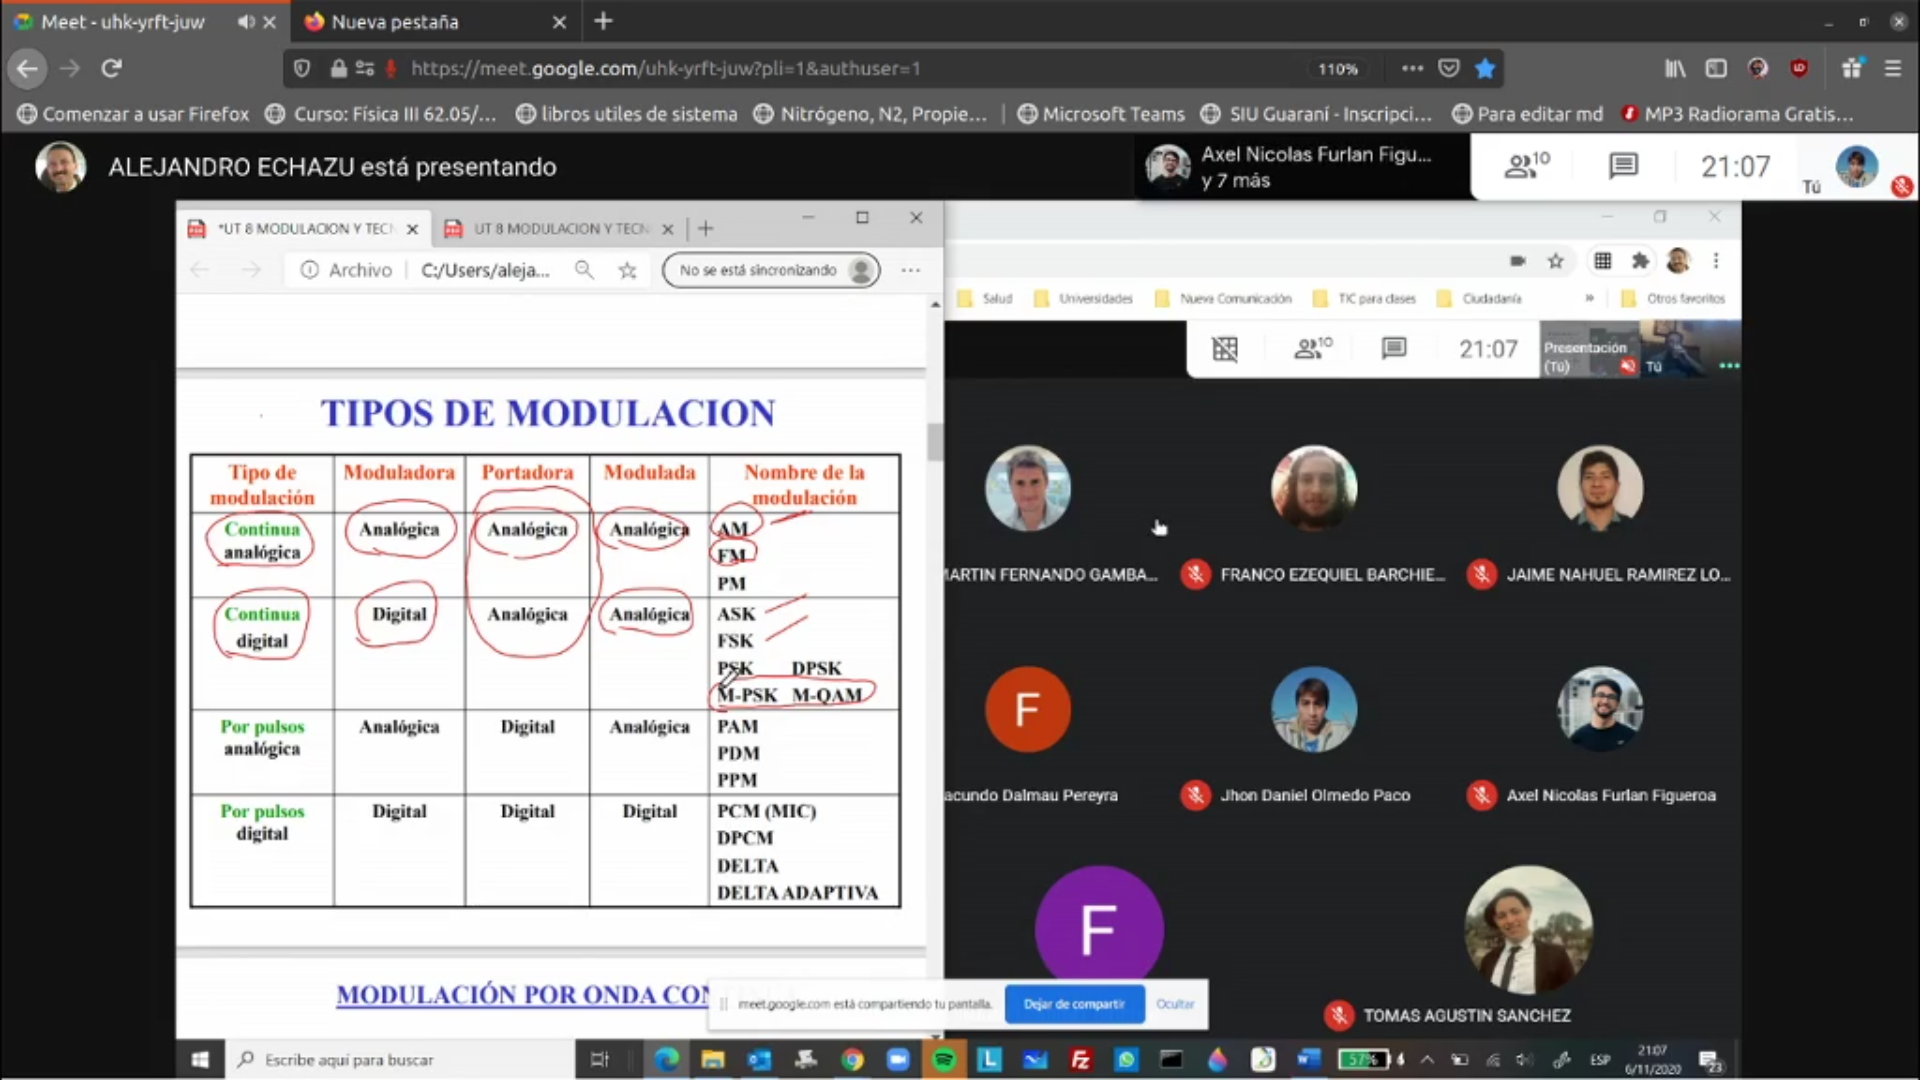 Meet - uhk-yrft-juw
Nueva pestaña
https://meet.google.com/uhk-yrft-juw?pli=1&authuser=1
110%
Comenzar a usar Firefox
Curso: Física III 62.05/...
libros utiles de sistema
Nitrógeno, N2, Propie...
Microsoft Teams
SIU Guaraní - Inscripci...
Para editar md
MP3 Radiorama Gratis...
ALEJANDRO ECHAZU está presentando
Axel Nicolas Furlan Figu...
y 7 más
10
21:07
Tú
*UT 8 MODULACION Y TECN
UT 8 MODULACION Y TECN
Archivo
C:/Users/aleja...
No se está sincronizando
Salud
Universidades
Nueva Comunicación
TIC para clases
Ciudadanía
Otros favoritos
10
21:07
Presentación
(Tú)
Tú
TIPOS DE MODULACION
Tipo de modulación
Moduladora
Portadora
Modulada
Nombre de la modulación
Continua analógica
Analógica
Analógica
Analógica
AM
FM
PM
Continua digital
Digital
Analógica
Analógica
ASK
FSK
PSK DPSK
M-PSK M-QAM
Por pulsos analógica
Analógica
Digital
Analógica
PAM
PDM
PPM
Por pulsos digital
Digital
Digital
Digital
PCM (MIC)
DPCM
DELTA
DELTA ADAPTIVA
MODULACIÓN POR ONDA CON
ARTIN FERNANDO GAMBA...
FRANCO EZEQUIEL BARCHIE...
JAIME NAHUEL RAMIREZ LO...
F
acundo Dalmau Pereyra
Jhon Daniel Olmedo Paco
Axel Nicolas Furlan Figueroa
F
TOMAS AGUSTIN SANCHEZ
meet.google.com está compartiendo tu pantalla.
Dejar de compartir
Ocultar
Escribe aquí para buscar
57%
ESP
21:07
6/11/2020
23